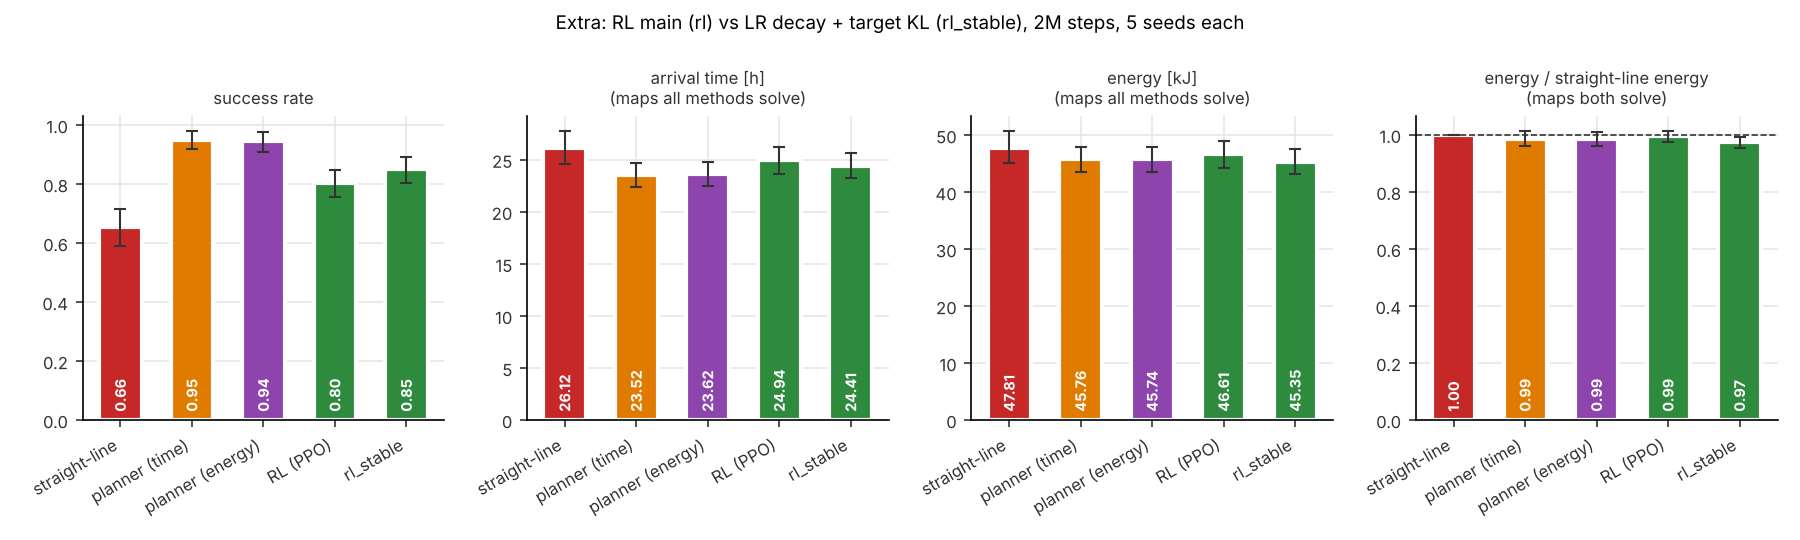 Extra: RL main (rl) vs LR decay + target KL (rl_stable), 2M steps, 5 seeds each
success rate
1.0
0.8
0.6
0.4
0.2
0.0
0.66
0.95
0.94
0.80
0.85
straight-line
planner (time)
planner (energy)
RL (PPO)
rl_stable
arrival time [h]
(maps all methods solve)
25
20
15
10
5
0
26.12
23.52
23.62
24.94
24.41
straight-line
planner (time)
planner (energy)
RL (PPO)
rl_stable
energy [kJ]
(maps all methods solve)
50
40
30
20
10
0
47.81
45.76
45.74
46.61
45.35
straight-line
planner (time)
planner (energy)
RL (PPO)
rl_stable
energy / straight-line energy
(maps both solve)
1.0
0.8
0.6
0.4
0.2
0.0
1.00
0.99
0.99
0.99
0.97
straight-line
planner (time)
planner (energy)
RL (PPO)
rl_stable